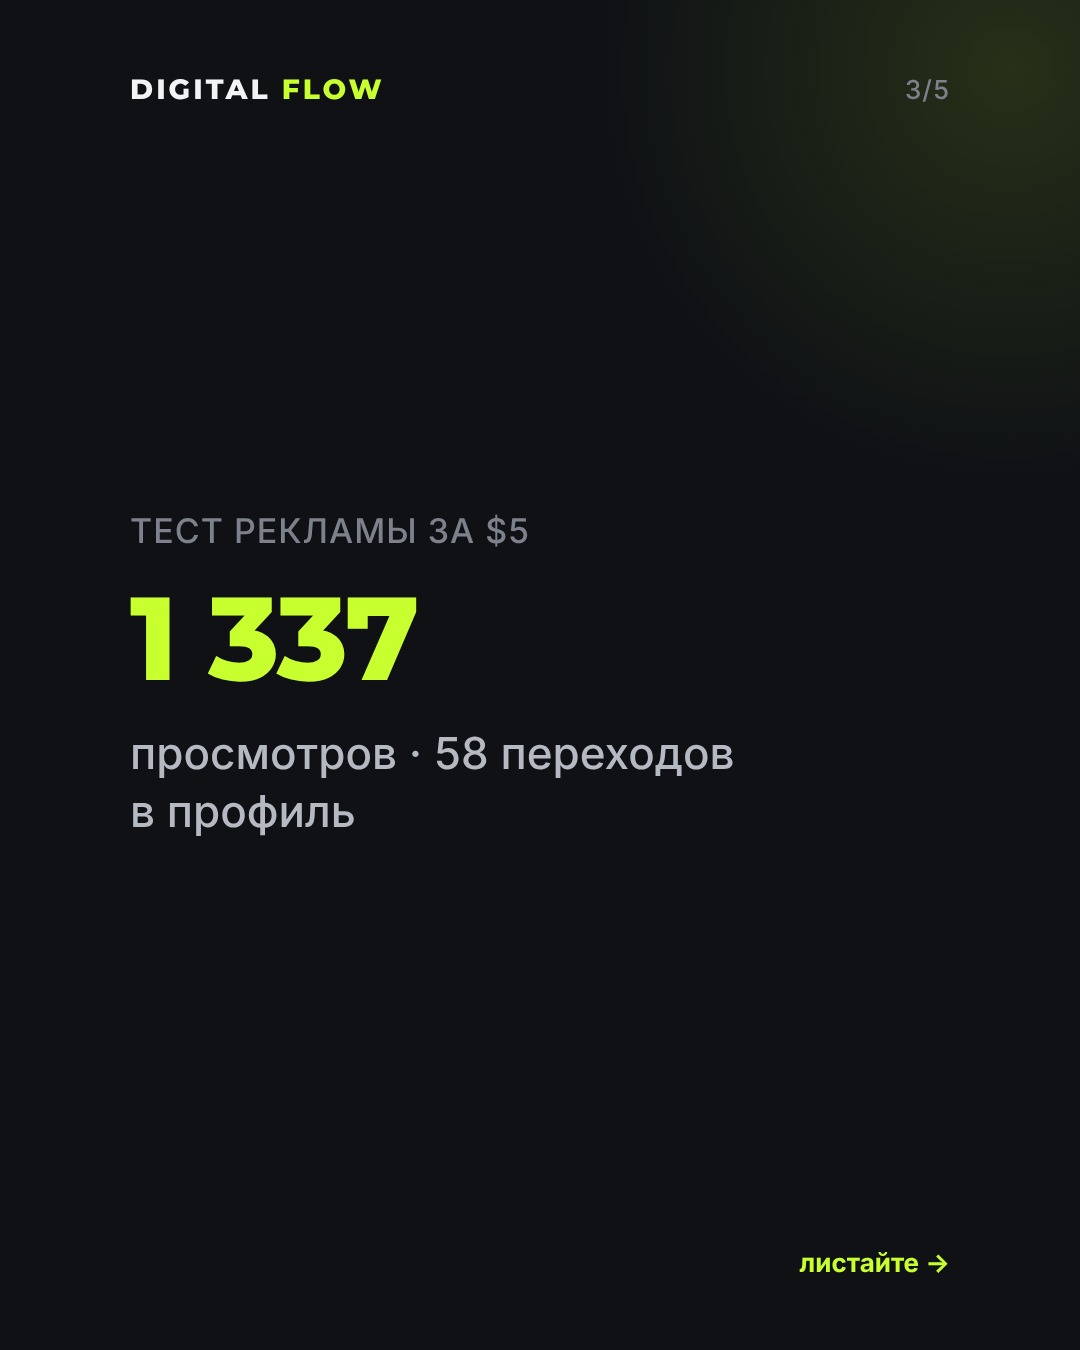 DIGITAL FLOW
3/5
ТЕСТ РЕКЛАМЫ ЗА $5
1 337
просмотров · 58 переходов
в профиль
листайте →